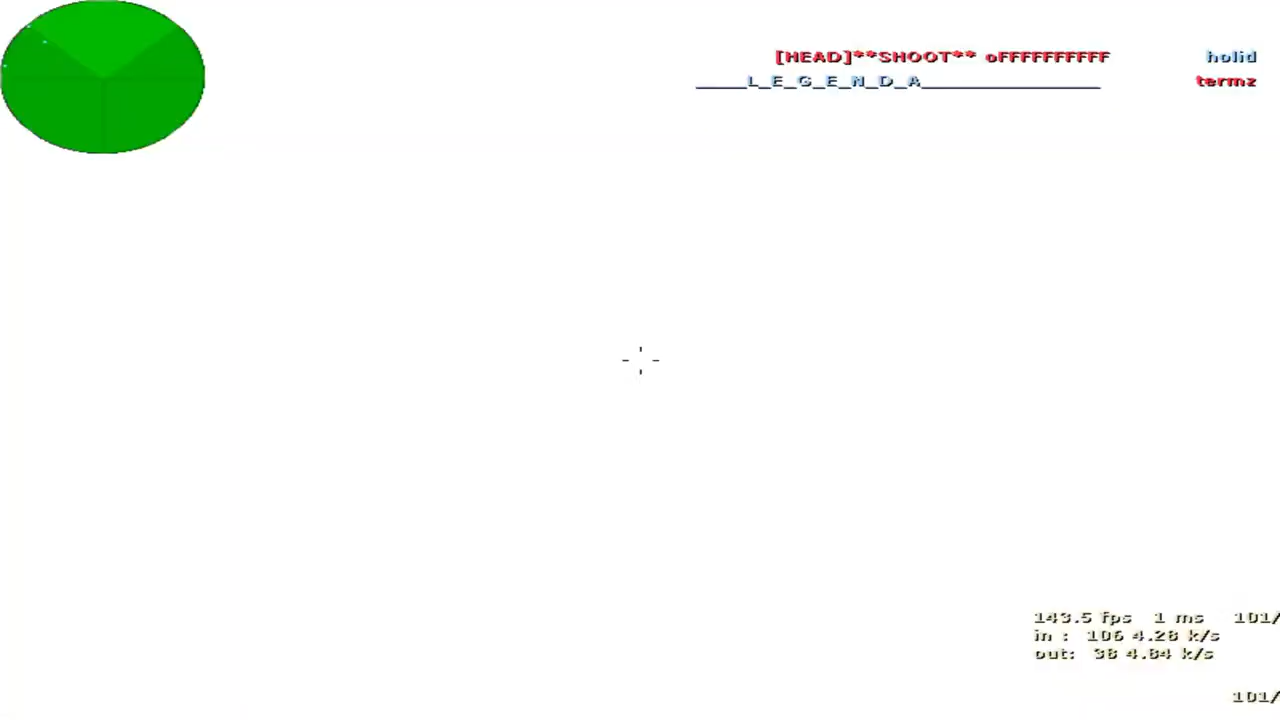 [HEAD]**SHOOT** oFFFFFFFFFF holid
____L_E_G_E_N_D_A______________ termz
143.5 fps 1 ms 101/
in : 106 4.28 k/s
out: 38 4.84 k/s
101/